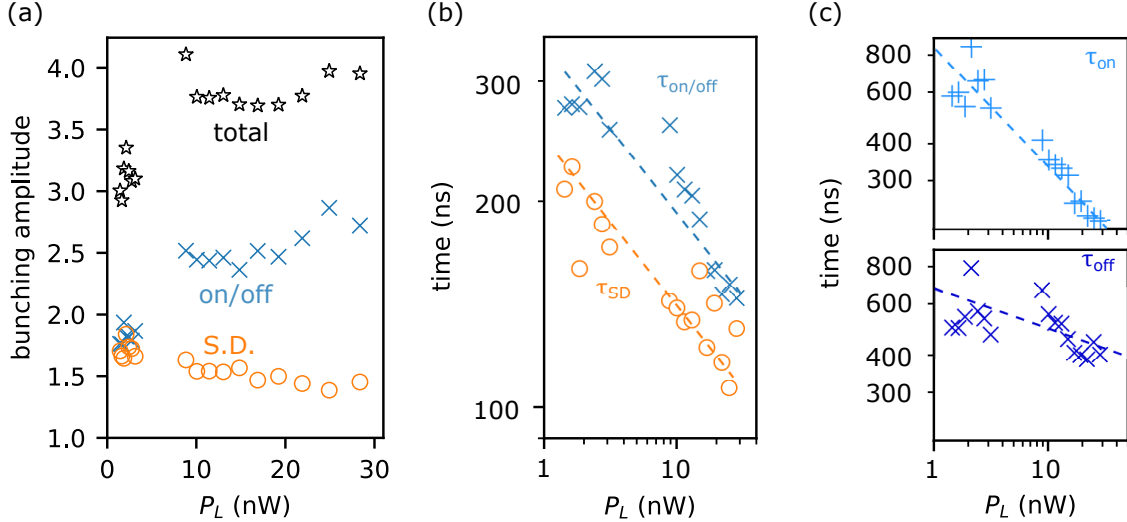 (a)
bunching amplitude
4.0
3.5
3.0
2.5
2.0
1.5
1.0
total
on/off
S.D.
0
10
20
30
P_L (nW)
(b)
time (ns)
300
200
100
τ_on/off
τ_SD
1
10
P_L (nW)
(c)
time (ns)
800
600
400
300
τ_on
800
600
400
300
τ_off
1
10
P_L (nW)